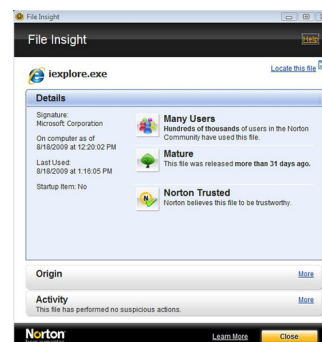 File Insight
File Insight
Help
iexplore.exe
Locate this file
Details
Signature:
Microsoft Corporation
On computer as of
8/18/2009 at 12:20:02 PM
Last Used:
8/18/2009 at 1:16:05 PM
Startup Item: No
Many Users
Hundreds of thousands of users in the Norton
Community have used this file.
Mature
This file was released more than 31 days ago.
Norton Trusted
Norton believes this file to be trustworthy.
Origin
More
Activity
More
This file has performed no suspicious actions.
Norton
Learn More
Close